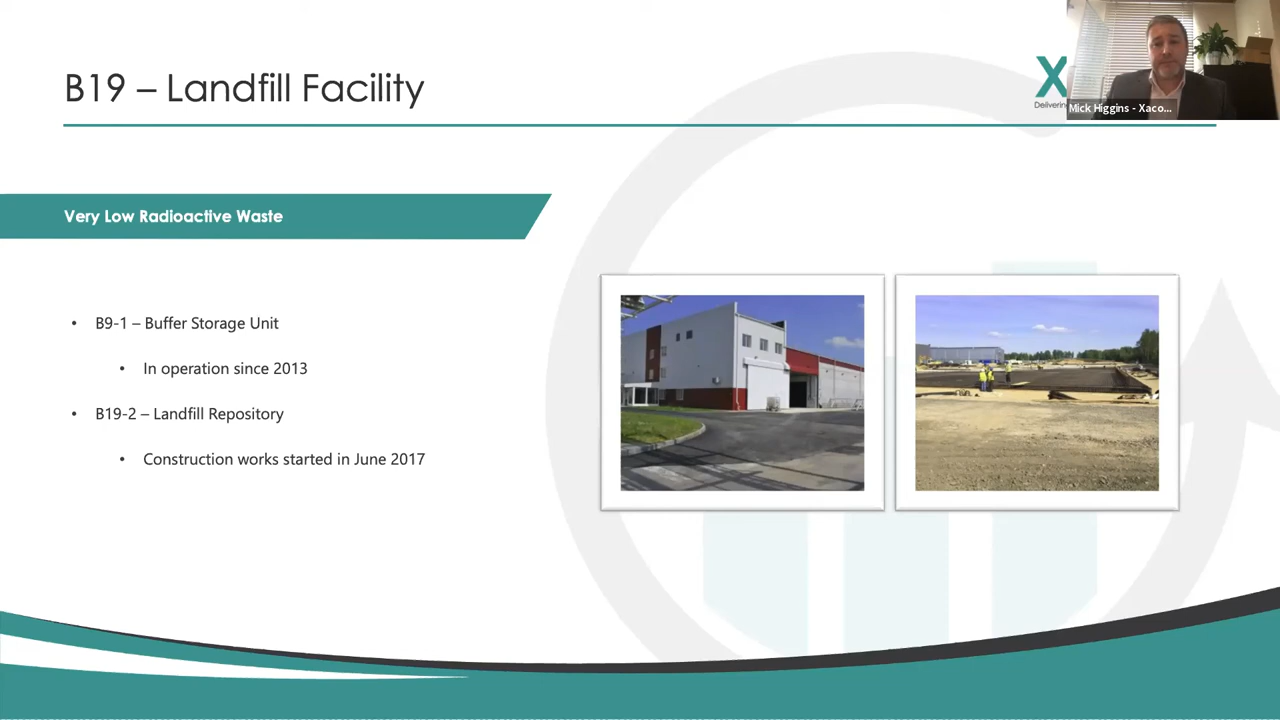 B19 – Landfill Facility
X
Delivering
Mick Higgins - Xaco...
Very Low Radioactive Waste
• B9-1 – Buffer Storage Unit
• In operation since 2013
• B19-2 – Landfill Repository
• Construction works started in June 2017